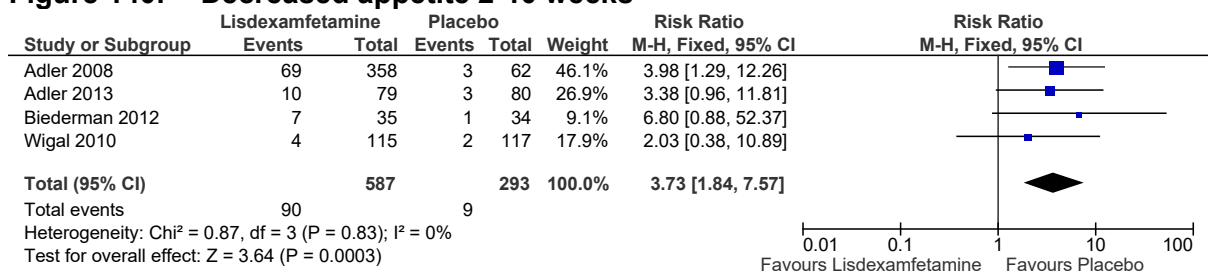 Figure Decreased appetite weeks
Lisdexamfetamine Placebo Risk Ratio Risk Ratio
Study or Subgroup Events Total Events Total Weight M-H, Fixed, 95% CI M-H, Fixed, 95% CI
Adler 2008 69 358 3 62 46.1% 3.98 [1.29, 12.26]
Adler 2013 10 79 3 80 26.9% 3.38 [0.96, 11.81]
Biederman 2012 7 35 1 34 9.1% 6.80 [0.88, 52.37]
Wigal 2010 4 115 2 117 17.9% 2.03 [0.38, 10.89]
Total (95% CI) 587 293 100.0% 3.73 [1.84, 7.57]
Total events 90 9
Heterogeneity: Chi² = 0.87, df = 3 (P = 0.83); I² = 0%
Test for overall effect: Z = 3.64 (P = 0.0003)
0.01 0.1 1 10 100
Favours Lisdexamfetamine Favours Placebo